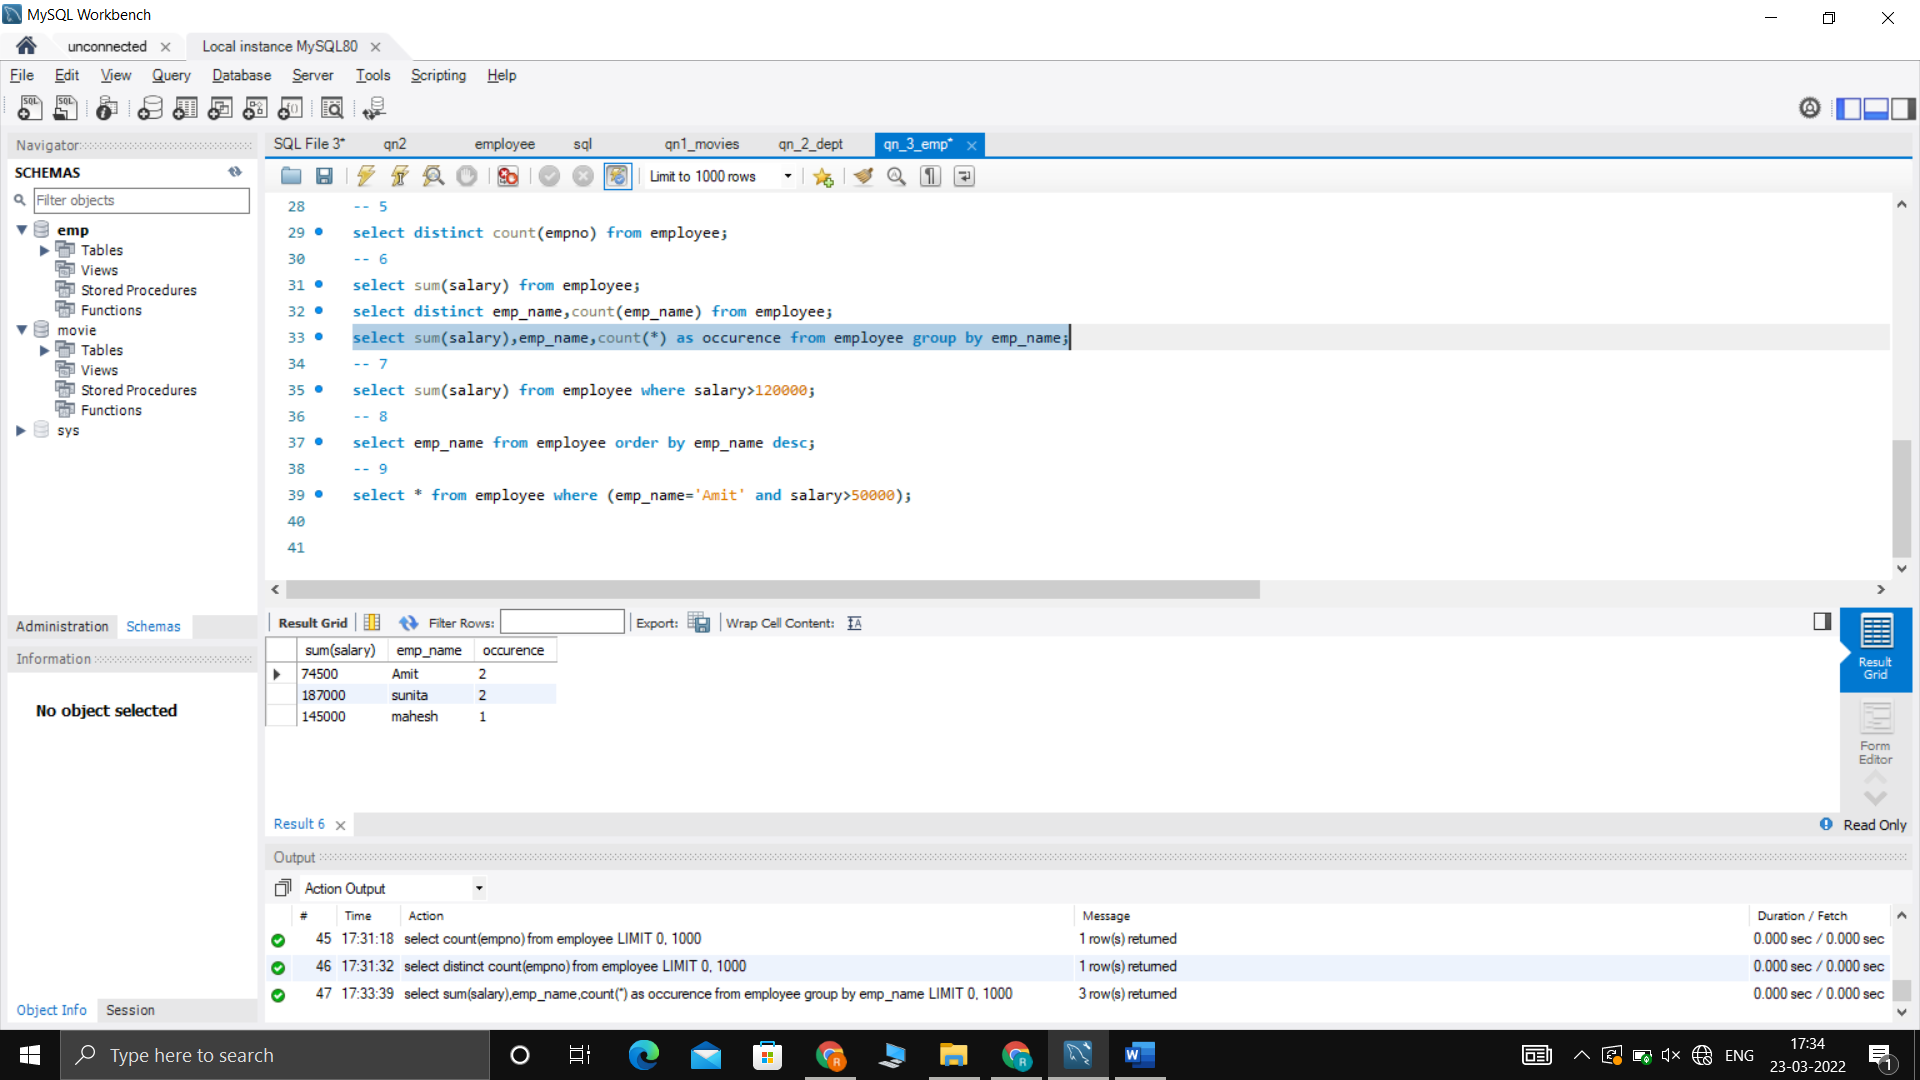 MySQL Workbench
unconnected
Local instance MySQL80
File Edit View Query Database Server Tools Scripting Help
Navigator
SCHEMAS
Filter objects
emp
Tables
Views
Stored Procedures
Functions
movie
Tables
Views
Stored Procedures
Functions
sys
Administration Schemas
Information
No object selected
Object Info Session
SQL File 3* qn2 employee sql qn1_movies qn_2_dept qn_3_emp*
Limit to 1000 rows
28 -- 5
29 select distinct count(empno) from employee;
30 -- 6
31 select sum(salary) from employee;
32 select distinct emp_name,count(emp_name) from employee;
33 select sum(salary),emp_name,count(*) as occurence from employee group by emp_name;
34 -- 7
35 select sum(salary) from employee where salary>120000;
36 -- 8
37 select emp_name from employee order by emp_name desc;
38 -- 9
39 select * from employee where (emp_name='Amit' and salary>50000);
40
41
Result Grid Filter Rows: Export: Wrap Cell Content:
sum(salary) emp_name occurence
74500 Amit 2
187000 sunita 2
145000 mahesh 1
Result Grid
Form Editor
Result 6
Read Only
Output
Action Output
# Time Action Message Duration / Fetch
45 17:31:18 select count(empno) from employee LIMIT 0, 1000 1 row(s) returned 0.000 sec / 0.000 sec
46 17:31:32 select distinct count(empno) from employee LIMIT 0, 1000 1 row(s) returned 0.000 sec / 0.000 sec
47 17:33:39 select sum(salary),emp_name,count(*) as occurence from employee group by emp_name LIMIT 0, 1000 3 row(s) returned 0.000 sec / 0.000 sec
Type here to search
ENG
17:34
23-03-2022
1